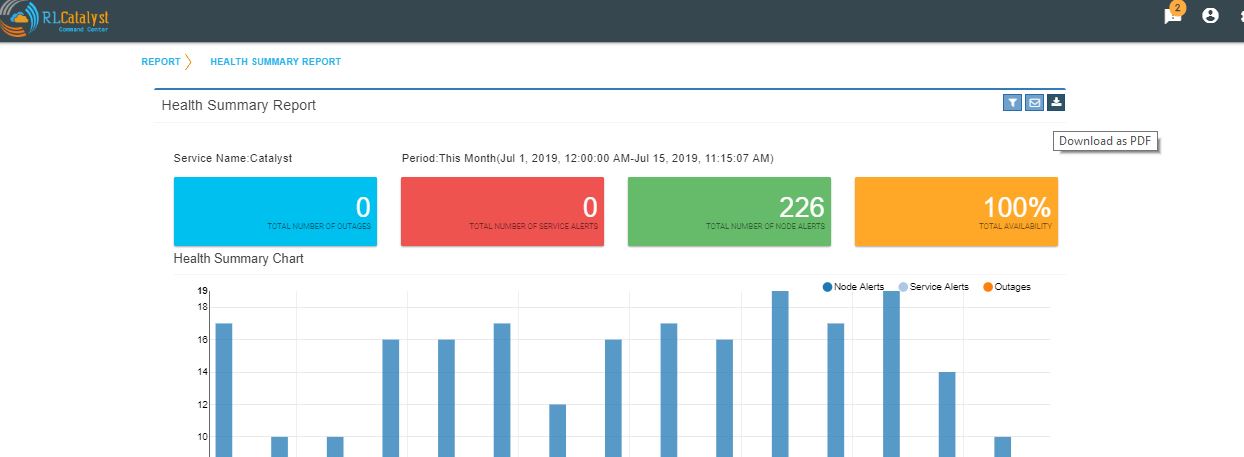 RLCatalyst
Command Center
2
REPORT
HEALTH SUMMARY REPORT
Health Summary Report
Download as PDF
Service Name:Catalyst
Period:This Month(Jul 1, 2019, 12:00:00 AM-Jul 15, 2019, 11:15:07 AM)
0
TOTAL NUMBER OF OUTAGES
0
TOTAL NUMBER OF SERVICE ALERTS
226
TOTAL NUMBER OF NODE ALERTS
100%
TOTAL AVAILABILITY
Health Summary Chart
Node Alerts
Service Alerts
Outages
19
18
16
14
12
10